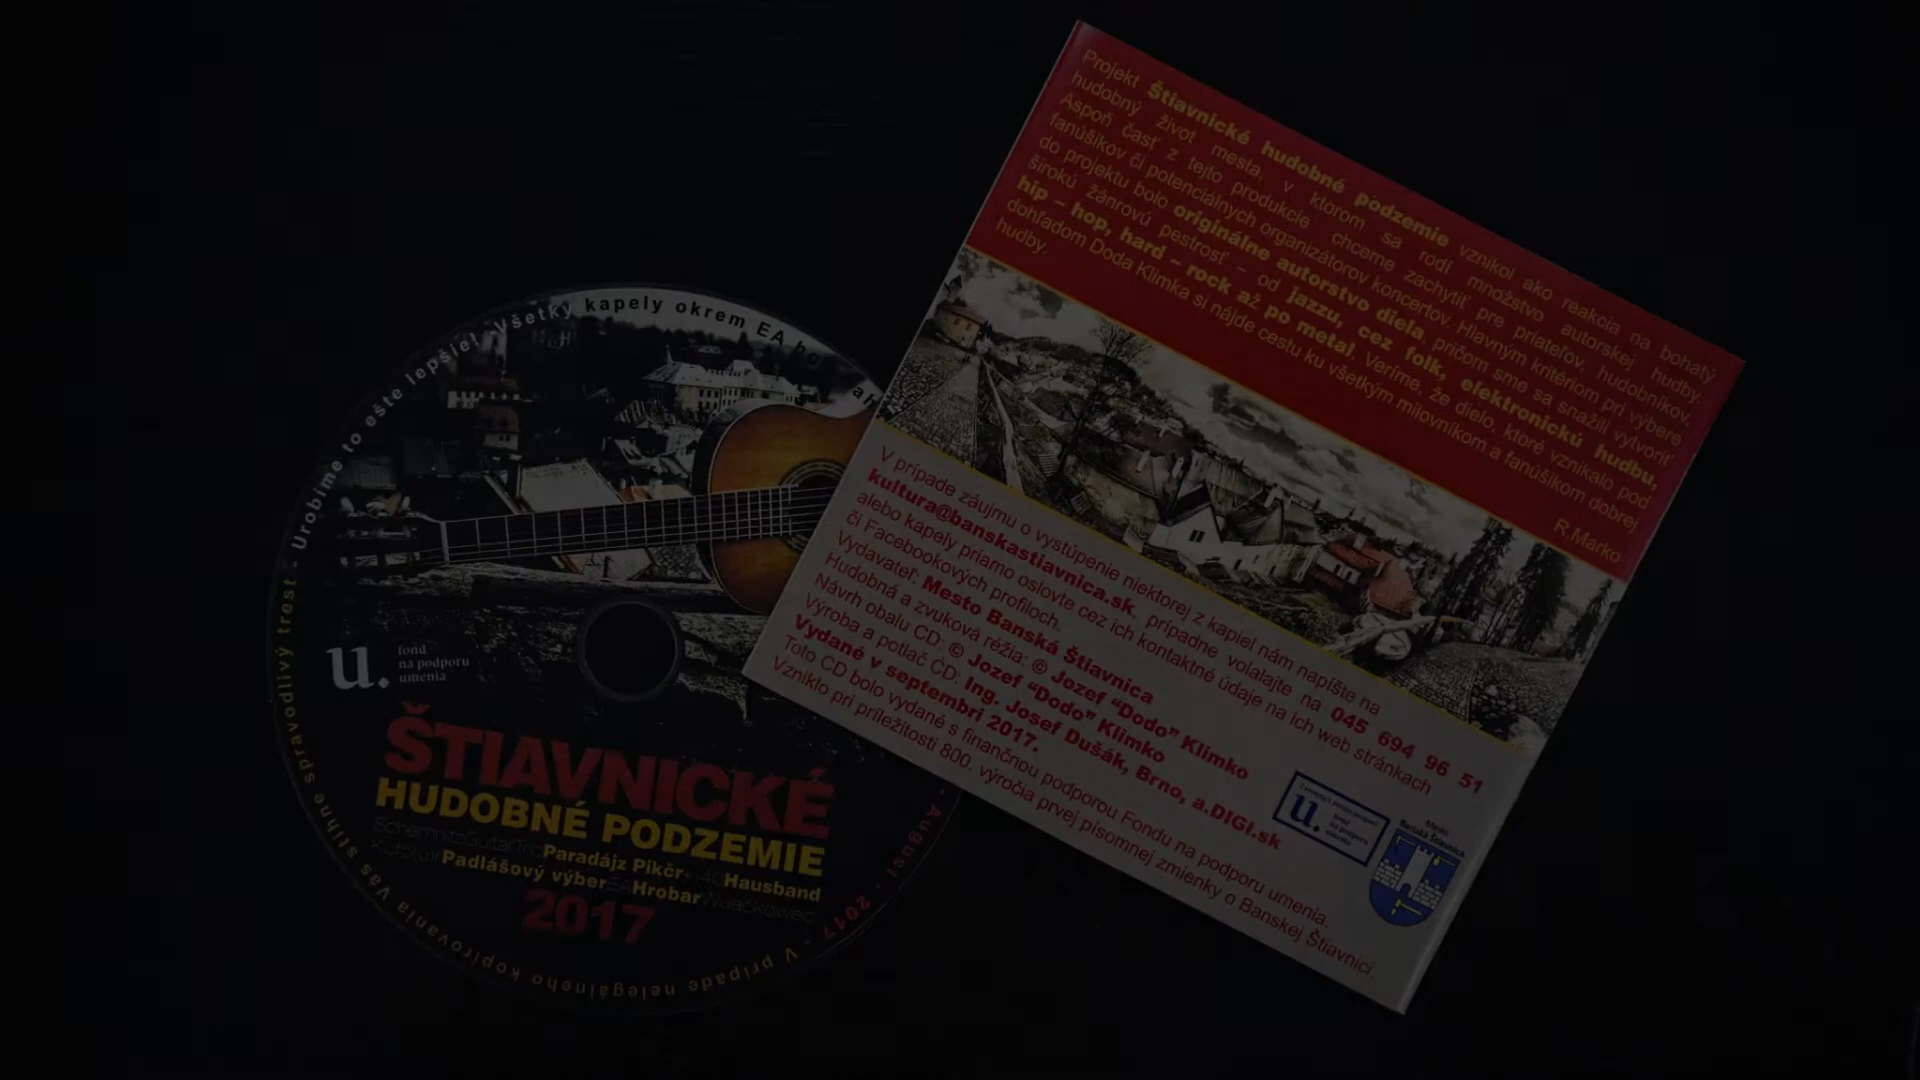 Urobíme to ešte lepšie! Všetky kapely okrem EA
August - 2017 - V prípade nelegálneho kopírovania Vás stihne spravodlivý trest -
u. fond
na podporu
umenia
ŠTIAVNICKÉ
HUDOBNÉ PODZEMIE
Paradájz Pikčr
Hausband
Padlášový výber
Hrobár
2017
Projekt Štiavnické hudobné podzemie vznikol ako reakcia na bohatý
hudobný život mesta, v ktorom sa rodí množstvo autorskej hudby.
Aspoň časť z tejto produkcie chceme zachytiť pre priateľov, hudobníkov,
fanúšikov či potenciálnych organizátorov koncertov. Hlavným kritériom pri výbere
do projektu bolo originálne autorstvo diela, pričom sme sa snažili vytvoriť
širokú žánrovú pestrosť – od jazzu, cez folk, elektronickú hudbu,
hip – hop, hard – rock až po metal. Veríme, že dielo, ktoré vznikalo pod
dohľadom Doda Klimka si nájde cestu ku všetkým milovníkom a fanúšikom dobrej
hudby.
R.Marko
V prípade záujmu o vystúpenie niektorej z kapiel nám napíšte na
kultura@banskastiavnica.sk, prípadne volalajte na 045 694 96 51
alebo kapely priamo oslovte cez ich kontaktné údaje na ich web stránkach
či Facebookových profiloch.
Vydavateľ: Mesto Banská Štiavnica
Hudobná a zvuková réžia: © Jozef "Dodo" Klimko
Návrh obalu CD: © Jozef "Dodo" Klimko
Výroba a potlač CD: Ing. Josef Dušák, Brno, a.DIGI.sk
Vydané v septembri 2017.
Toto CD bolo vydané s finančnou podporou Fondu na podporu umenia.
Vzniklo pri príležitosti 800. výročia prvej písomnej zmienky o Banskej Štiavnici.
u. fond
na podporu
umenia
Mesto
Banská Štiavnica